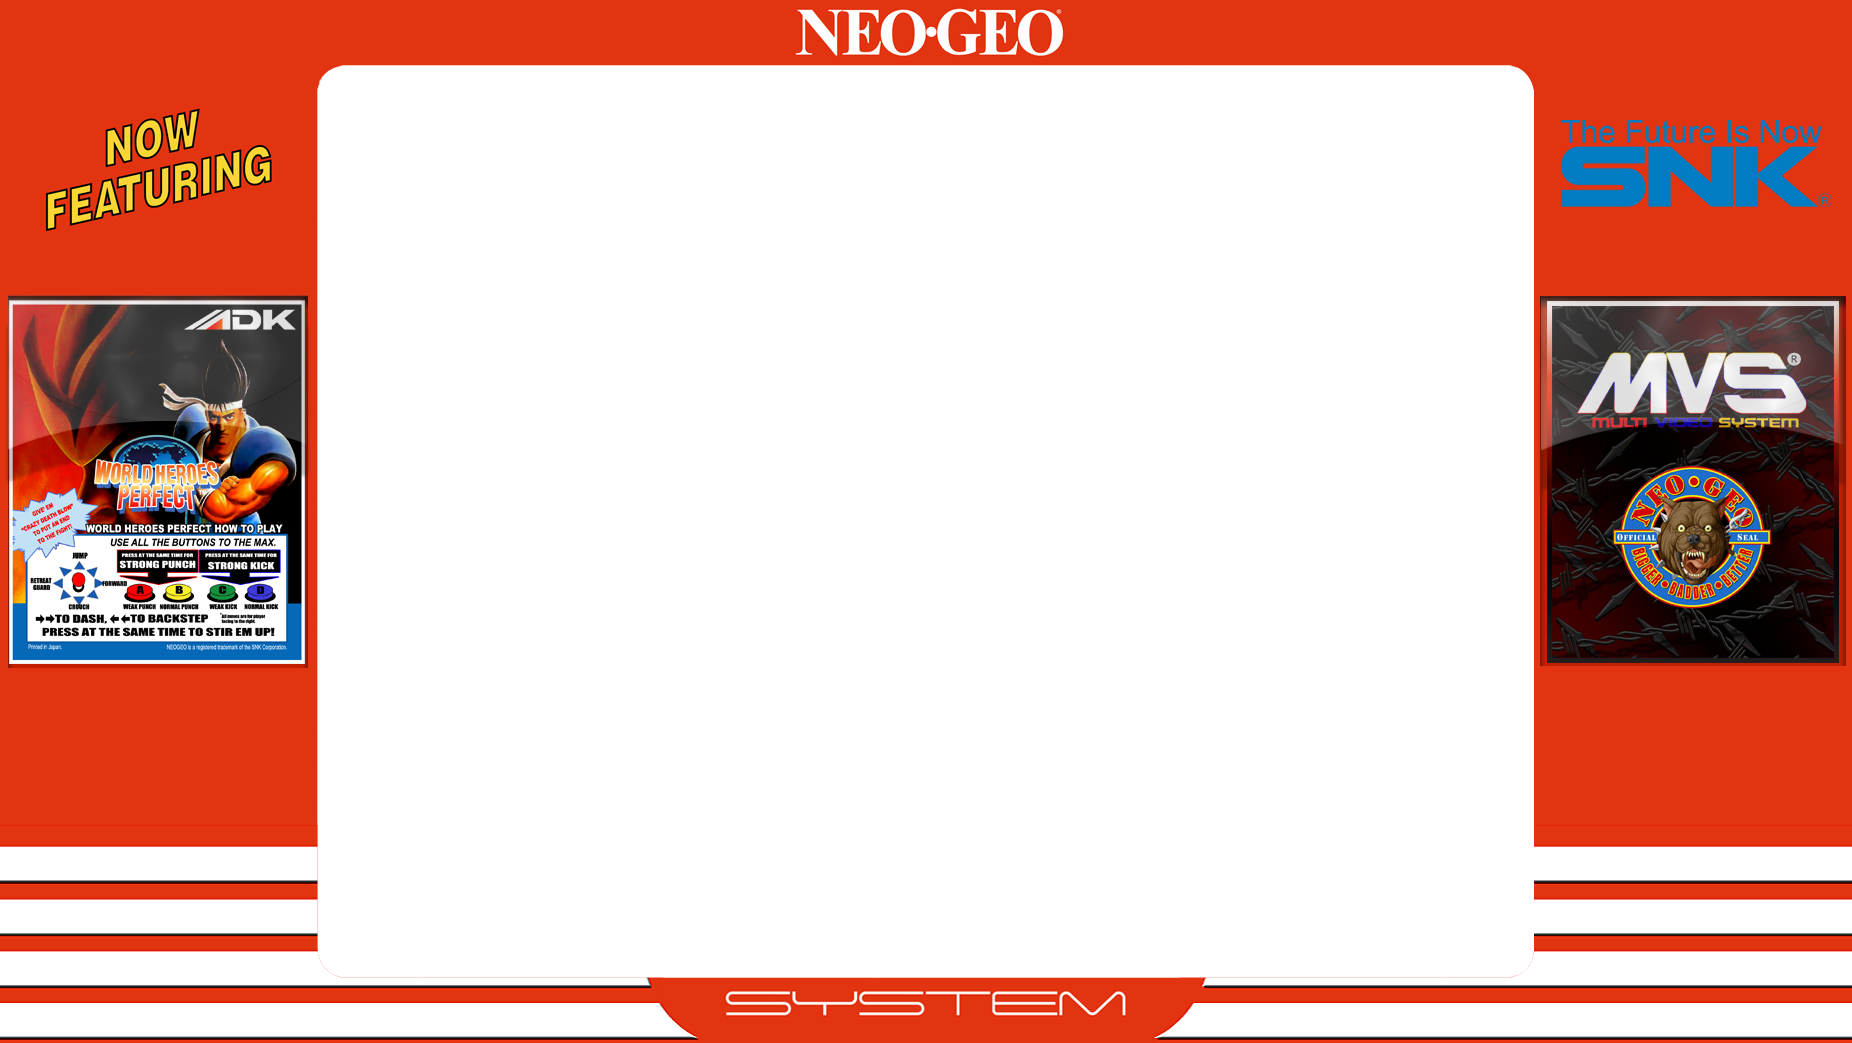 NEO•GEO®
NOW
FEATURING
The Future Is Now
SNK®
ADK
WORLD HEROES
PERFECT
GIVE' EM
"CRAZY DEATH BLOW"
TO PUT AN END
TO THE FIGHT!
WORLD HEROES PERFECT HOW TO PLAY
USE ALL THE BUTTONS TO THE MAX.
JUMP
RETREAT
GUARD
FORWARD
CROUCH
PRESS AT THE SAME TIME FOR
STRONG PUNCH
PRESS AT THE SAME TIME FOR
STRONG KICK
A
B
C
D
WEAK PUNCH
NORMAL PUNCH
WEAK KICK
NORMAL KICK
➔➔TO DASH, ←←TO BACKSTEP
*All moves are for player
facing to the right.
PRESS AT THE SAME TIME TO STIR EM UP!
Printed in Japan.
NEOGEO is a registered trademark of the SNK Corporation.
MVS®
MULTI VIDEO SYSTEM
NEO•GEO
OFFICIAL SEAL
BIGGER • BADDER • BETTER
SYSTEM